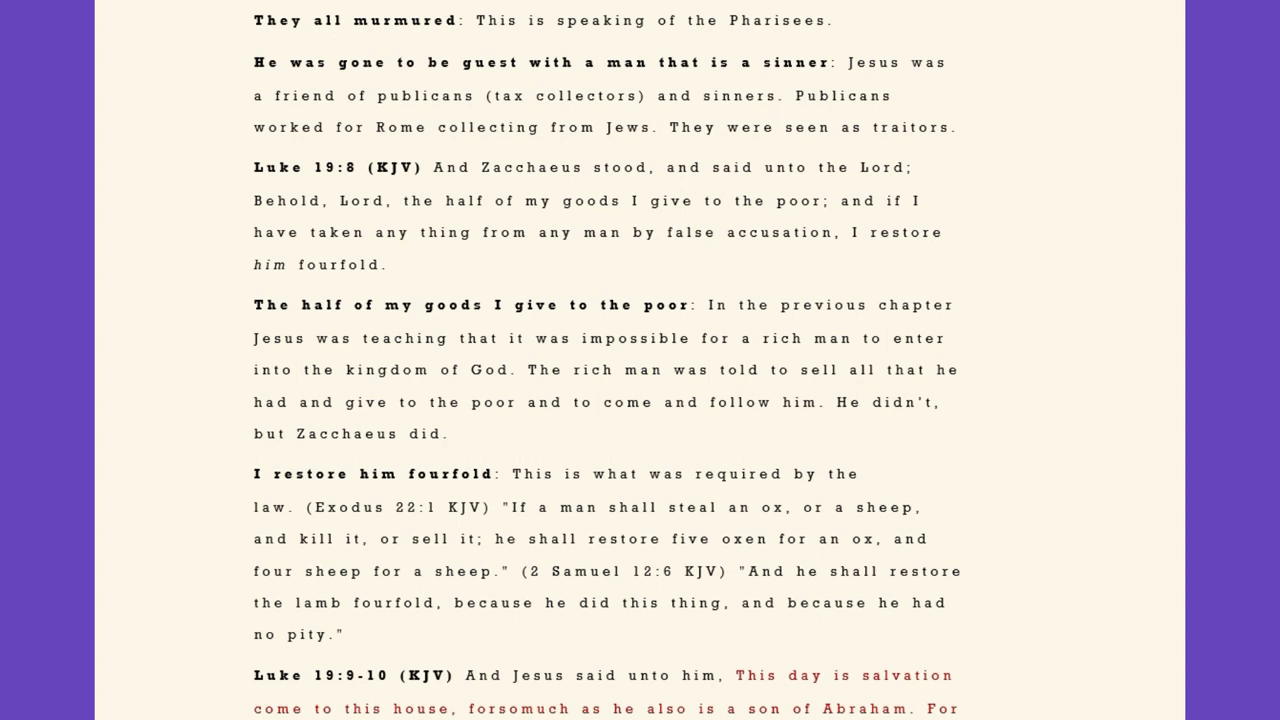 They all murmured: This is speaking of the Pharisees.
He was gone to be guest with a man that is a sinner: Jesus was
a friend of publicans (tax collectors) and sinners. Publicans
worked for Rome collecting from Jews. They were seen as traitors.
Luke 19:8 (KJV) And Zacchaeus stood, and said unto the Lord;
Behold, Lord, the half of my goods I give to the poor; and if I
have taken any thing from any man by false accusation, I restore
him fourfold.
The half of my goods I give to the poor: In the previous chapter
Jesus was teaching that it was impossible for a rich man to enter
into the kingdom of God. The rich man was told to sell all that he
had and give to the poor and to come and follow him. He didn't,
but Zacchaeus did.
I restore him fourfold: This is what was required by the
law. (Exodus 22:1 KJV) "If a man shall steal an ox, or a sheep,
and kill it, or sell it; he shall restore five oxen for an ox, and
four sheep for a sheep." (2 Samuel 12:6 KJV) "And he shall restore
the lamb fourfold, because he did this thing, and because he had
no pity."
Luke 19:9-10 (KJV) And Jesus said unto him, This day is salvation
come to this house, forsomuch as he also is a son of Abraham. For